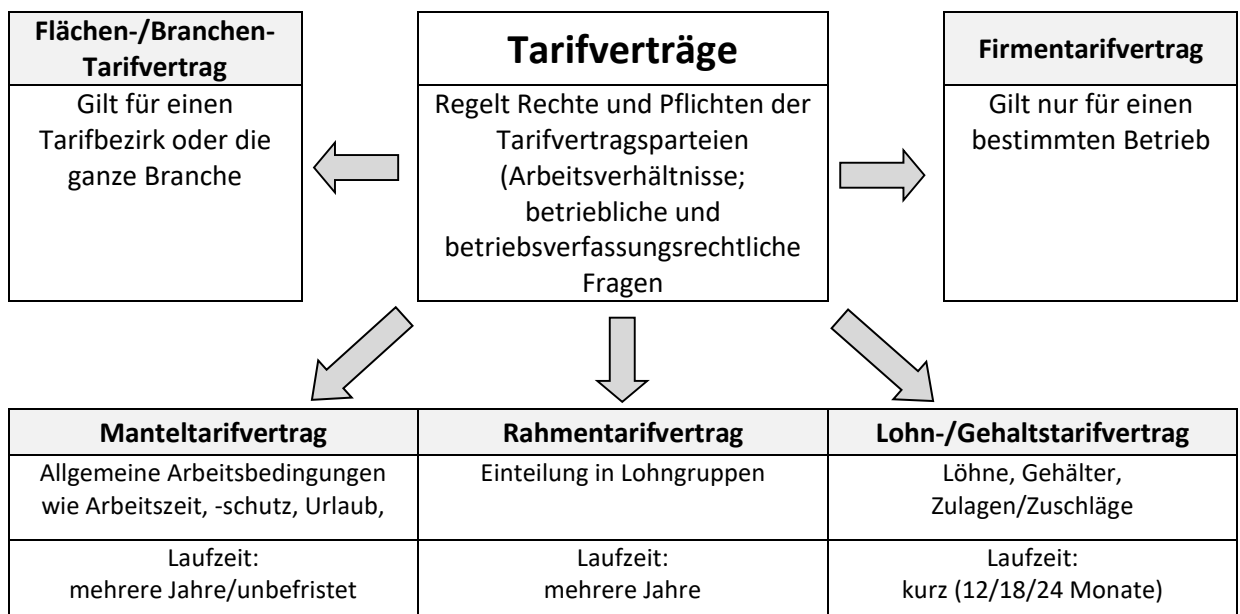 Flächen-/Branchen-
Tarifvertrag
Gilt für einen
Tarifbezirk oder die
ganze Branche
Tarifverträge
Regelt Rechte und Pflichten der
Tarifvertragsparteien
(Arbeitsverhältnisse;
betriebliche und
betriebsverfassungsrechtliche
Fragen
Firmentarifvertrag
Gilt nur für einen
bestimmten Betrieb
Manteltarifvertrag
Allgemeine Arbeitsbedingungen
wie Arbeitszeit, -schutz, Urlaub,
Laufzeit:
mehrere Jahre/unbefristet
Rahmentarifvertrag
Einteilung in Lohngruppen
Laufzeit:
mehrere Jahre
Lohn-/Gehaltstarifvertrag
Löhne, Gehälter,
Zulagen/Zuschläge
Laufzeit:
kurz (12/18/24 Monate)